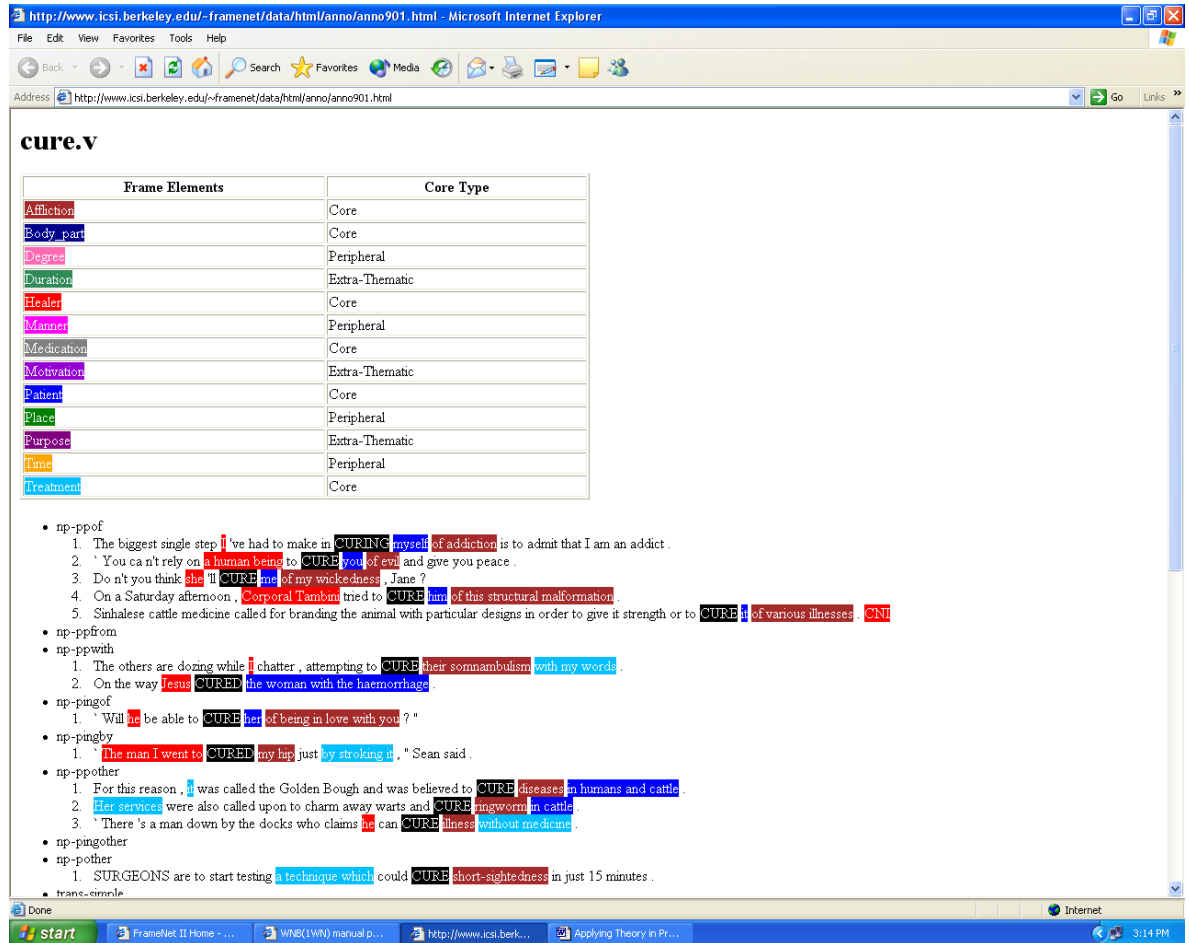 http://www.icsi.berkeley.edu/~framenet/data/html/anno/anno901.html - Microsoft Internet Explorer
File Edit View Favorites Tools Help
Back Search Favorites Media
Address http://www.icsi.berkeley.edu/~framenet/data/html/anno/anno901.html Go Links »
cure.v
Frame Elements Core Type
Affliction Core
Body_part Core
Degree Peripheral
Duration Extra-Thematic
Healer Core
Manner Peripheral
Medication Core
Motivation Extra-Thematic
Patient Core
Place Peripheral
Purpose Extra-Thematic
Time Peripheral
Treatment Core
• np-ppof
1. The biggest single step I 've had to make in CURING myself of addiction is to admit that I am an addict .
2. ` You ca n't rely on a human being to CURE you of evil and give you peace .
3. Do n't you think she 'll CURE me of my wickedness , Jane ?
4. On a Saturday afternoon , Corporal Tambini tried to CURE him of this structural malformation .
5. Sinhalese cattle medicine called for branding the animal with particular designs in order to give it strength or to CURE it of various illnesses . CNI
• np-ppfrom
• np-ppwith
1. The others are dozing while I chatter , attempting to CURE their somnambulism with my words .
2. On the way Jesus CURED the woman with the haemorrhage .
• np-pingof
1. ` Will he be able to CURE her of being in love with you ? "
• np-pingby
1. ` The man I went to CURED my hip just by stroking it , " Sean said .
• np-ppother
1. For this reason , it was called the Golden Bough and was believed to CURE diseases in humans and cattle .
2. Her services were also called upon to charm away warts and CURE ringworm in cattle .
3. ` There 's a man down by the docks who claims he can CURE illness without medicine .
• np-pingother
• np-pother
1. SURGEONS are to start testing a technique which could CURE short-sightedness in just 15 minutes .
• trans-simple
Done Internet
start FrameNet II Home - ... WNB(1WN) manual p... http://www.icsi.berk... Applying Theory in Pr... 3:14 PM